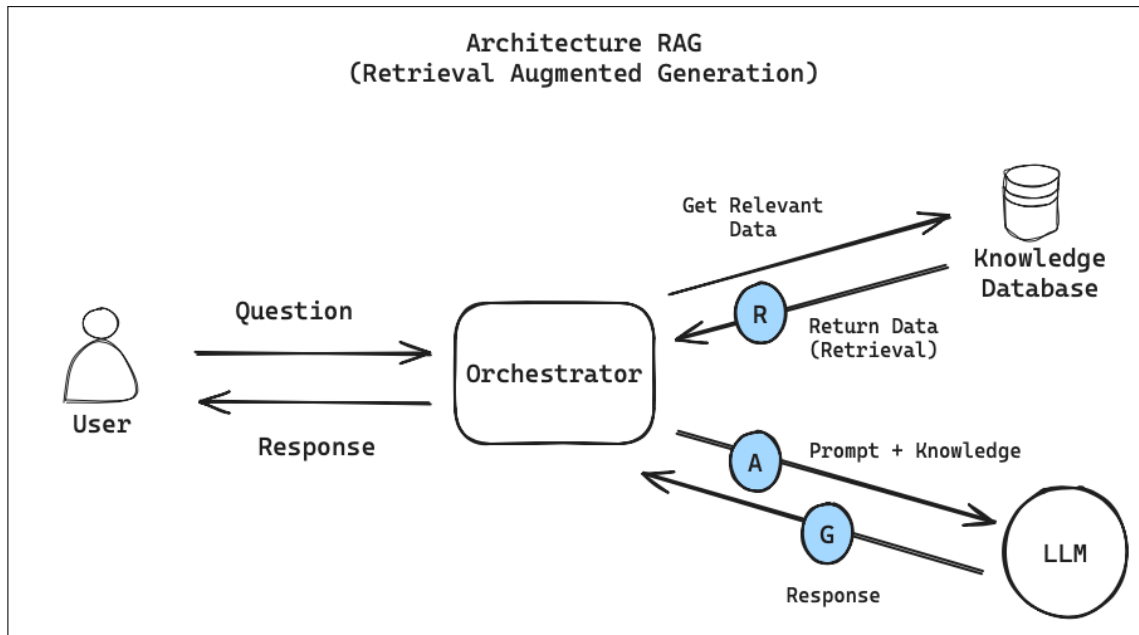 Architecture RAG
(Retrieval Augmented Generation)
Get Relevant
Data
Knowledge
Database
R
Return Data
(Retrieval)
Question
Orchestrator
User
Response
A
Prompt + Knowledge
G
LLM
Response